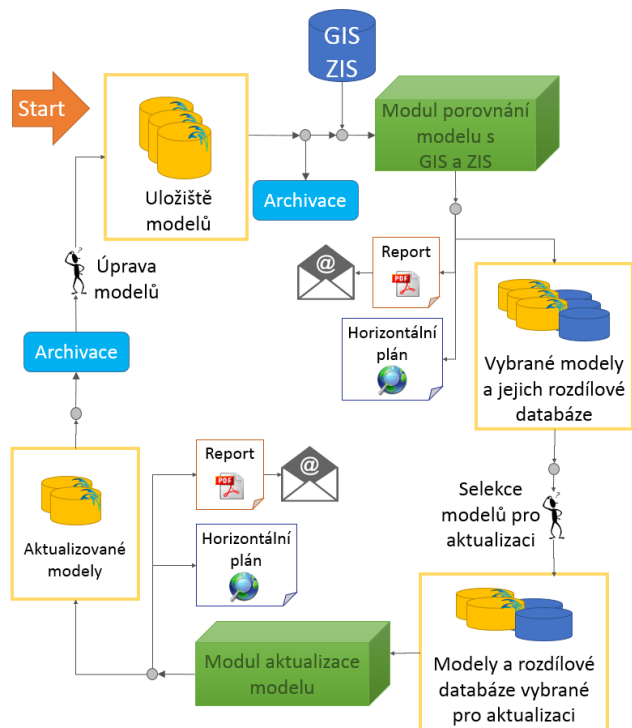 GIS
ZIS
Start
Modul porovnání
modelu s
GIS a ZIS
Uložiště
modelů
Archivace
Úprava
modelů
@
Report
PDF
Horizontální
plán
Vybrané modely
a jejich rozdílové
databáze
Archivace
Report
PDF
@
Selekce
modelů pro
aktualizaci
Aktualizované
modely
Horizontální
plán
Modul aktualizace
modelu
Modely a rozdílové
databáze vybrané
pro aktualizaci